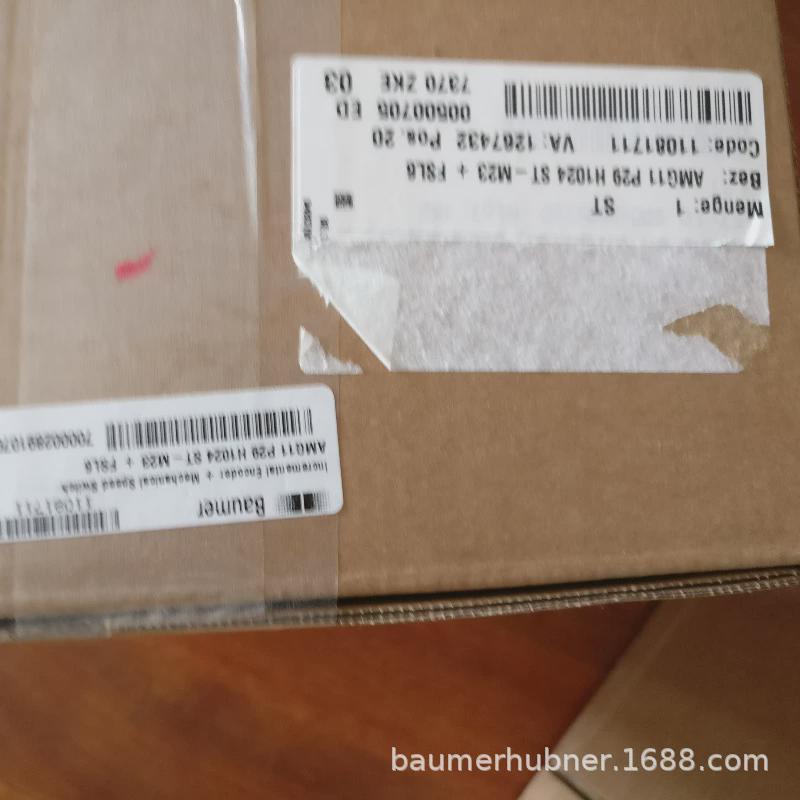 Menge: 1 ST
Bez: AMG11 P29 H1024 ST-M23 + FSL6
Code: 11081711 VA: 1267432 Pos. 20
00500705 ED
7370 ZKE 03
Baumer
11081711
Incremental Encoder + Mechanical Speed Switch
AMG11 P29 H1024 ST-M23 + FSL6
baumerhubner.1688.com